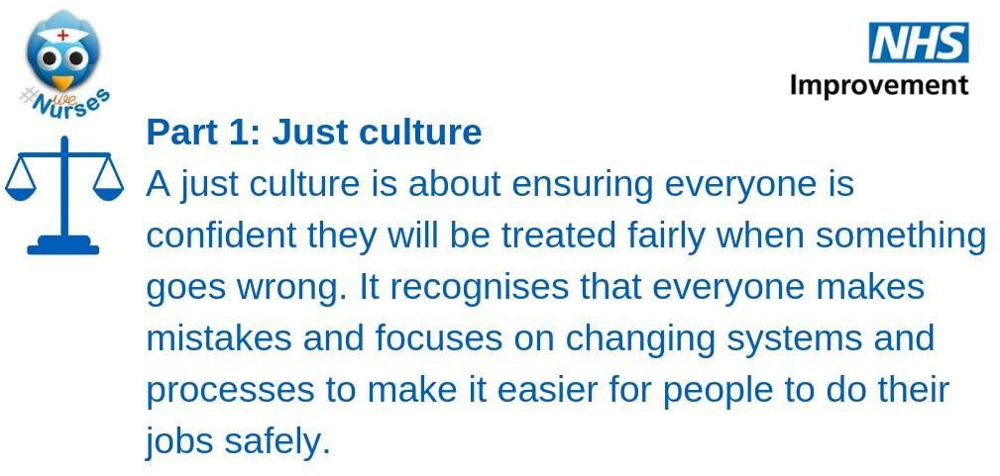 #we
Nurses
NHS
Improvement
Part 1: Just culture
A just culture is about ensuring everyone is
confident they will be treated fairly when something
goes wrong. It recognises that everyone makes
mistakes and focuses on changing systems and
processes to make it easier for people to do their
jobs safely.